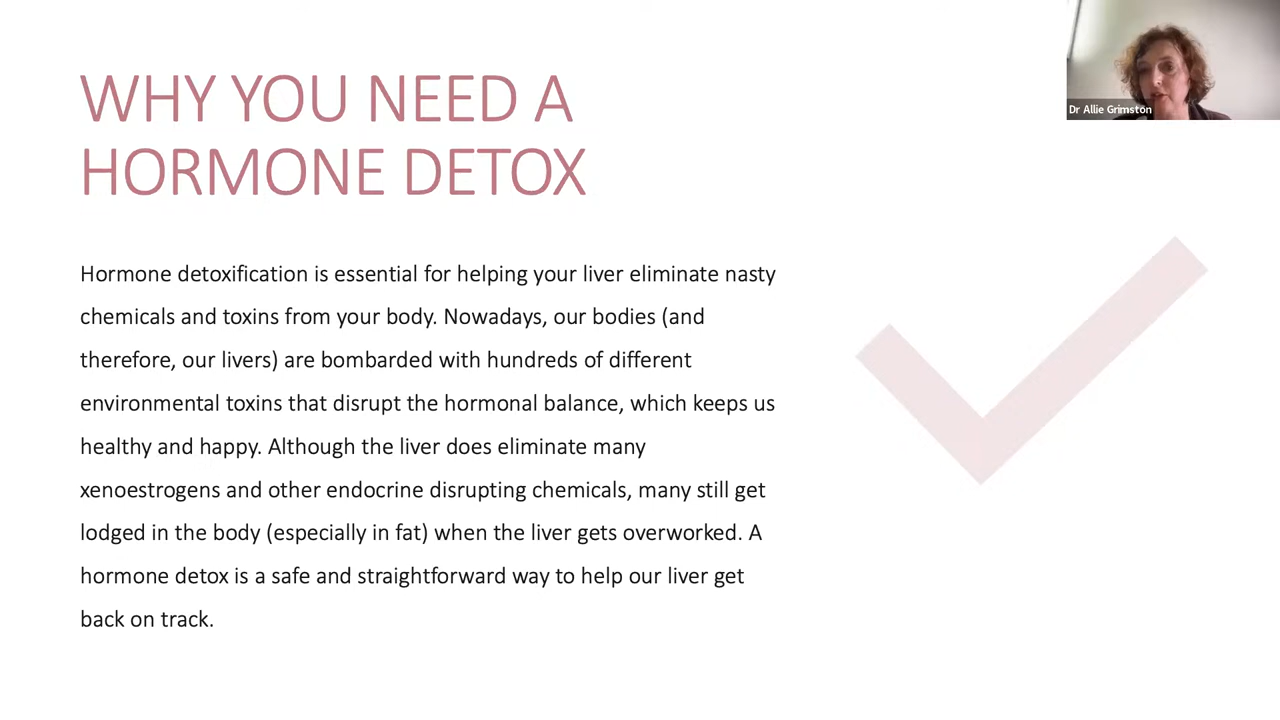 WHY YOU NEED A
HORMONE DETOX
Dr Allie Grimston
Hormone detoxification is essential for helping your liver eliminate nasty
chemicals and toxins from your body. Nowadays, our bodies (and
therefore, our livers) are bombarded with hundreds of different
environmental toxins that disrupt the hormonal balance, which keeps us
healthy and happy. Although the liver does eliminate many
xenoestrogens and other endocrine disrupting chemicals, many still get
lodged in the body (especially in fat) when the liver gets overworked. A
hormone detox is a safe and straightforward way to help our liver get
back on track.